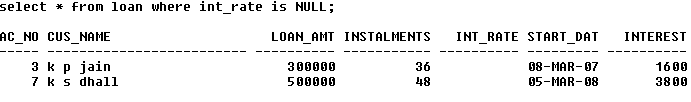 select * from loan where int_rate is NULL;
AC_NO CUS_NAME LOAN_AMT INSTALMENTS INT_RATE START_DAT INTEREST
----- -------------------- ---------- ----------- ---------- --------- ----------
3 k p jain 300000 36 08-MAR-07 1600
7 k s dhall 500000 48 05-MAR-08 3800